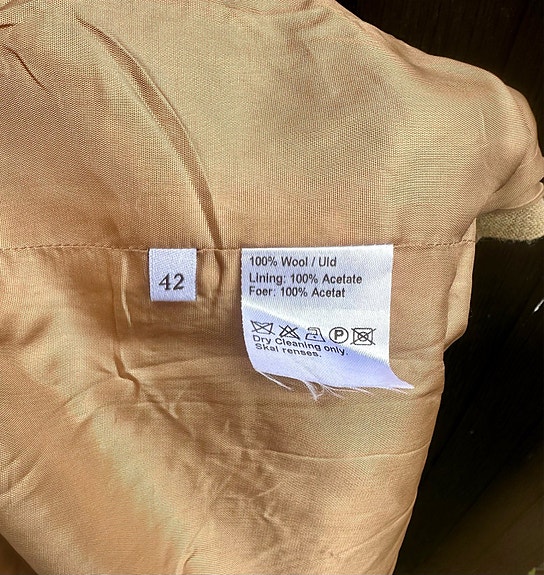 42
100% Wool / Uld
Lining: 100% Acetate
Foer: 100% Acetat
P
Dry Cleaning only.
Skal renses.